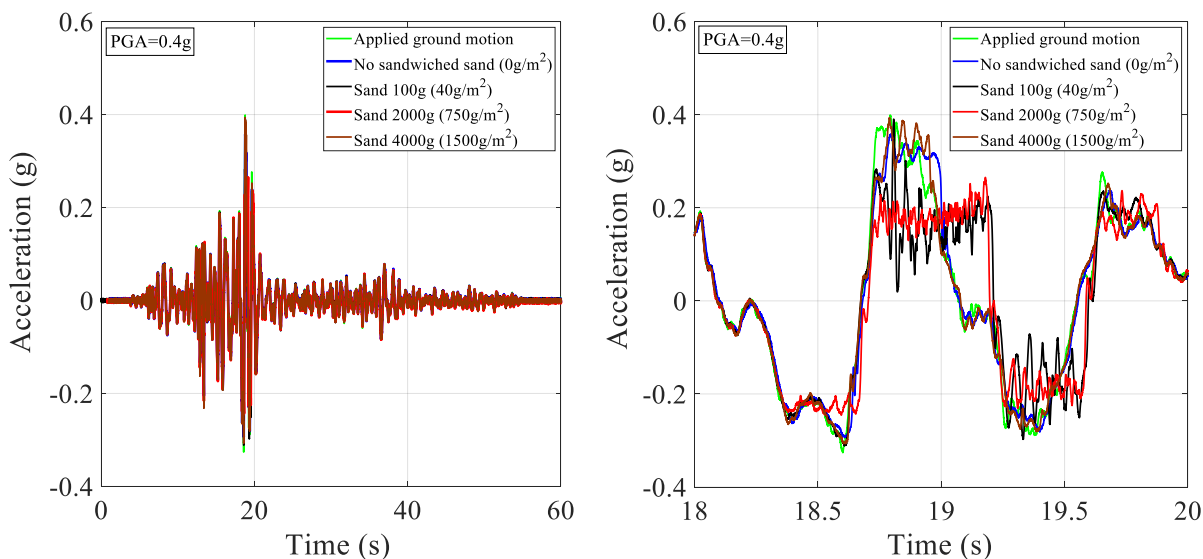 0.6
0.4
0.2
0
-0.2
-0.4
Acceleration (g)
PGA=0.4g
Applied ground motion
No sandwiched sand (0g/m²)
Sand 100g (40g/m²)
Sand 2000g (750g/m²)
Sand 4000g (1500g/m²)
0
20
40
60
Time (s)
0.6
0.4
0.2
0
-0.2
-0.4
Acceleration (g)
PGA=0.4g
Applied ground motion
No sandwiched sand (0g/m²)
Sand 100g (40g/m²)
Sand 2000g (750g/m²)
Sand 4000g (1500g/m²)
18
18.5
19
19.5
20
Time (s)